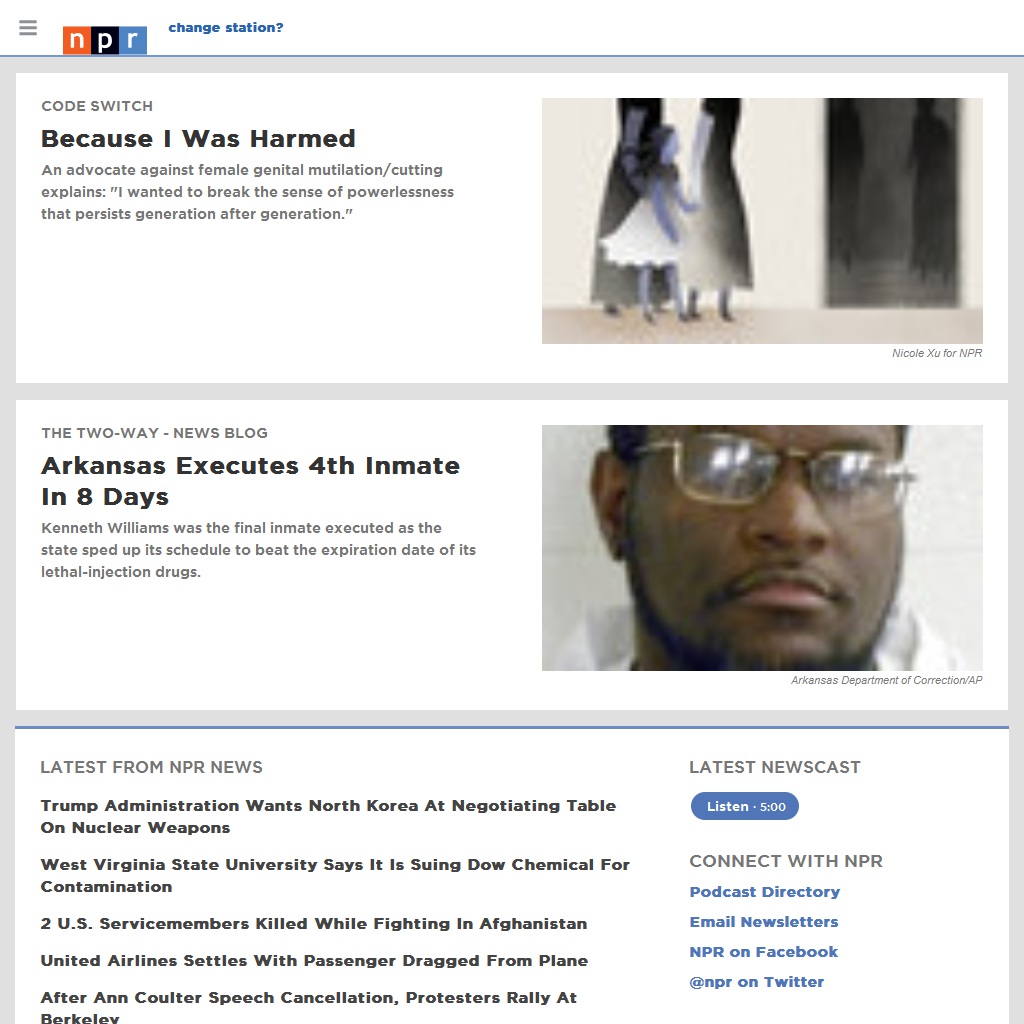 npr
change station?
CODE SWITCH
Because I Was Harmed
An advocate against female genital mutilation/cutting
explains: "I wanted to break the sense of powerlessness
that persists generation after generation."
Nicole Xu for NPR
THE TWO-WAY - NEWS BLOG
Arkansas Executes 4th Inmate
In 8 Days
Kenneth Williams was the final inmate executed as the
state sped up its schedule to beat the expiration date of its
lethal-injection drugs.
Arkansas Department of Correction/AP
LATEST FROM NPR NEWS
Trump Administration Wants North Korea At Negotiating Table
On Nuclear Weapons
West Virginia State University Says It Is Suing Dow Chemical For
Contamination
2 U.S. Servicemembers Killed While Fighting In Afghanistan
United Airlines Settles With Passenger Dragged From Plane
After Ann Coulter Speech Cancellation, Protesters Rally At
Berkeley
LATEST NEWSCAST
Listen · 5:00
CONNECT WITH NPR
Podcast Directory
Email Newsletters
NPR on Facebook
@npr on Twitter